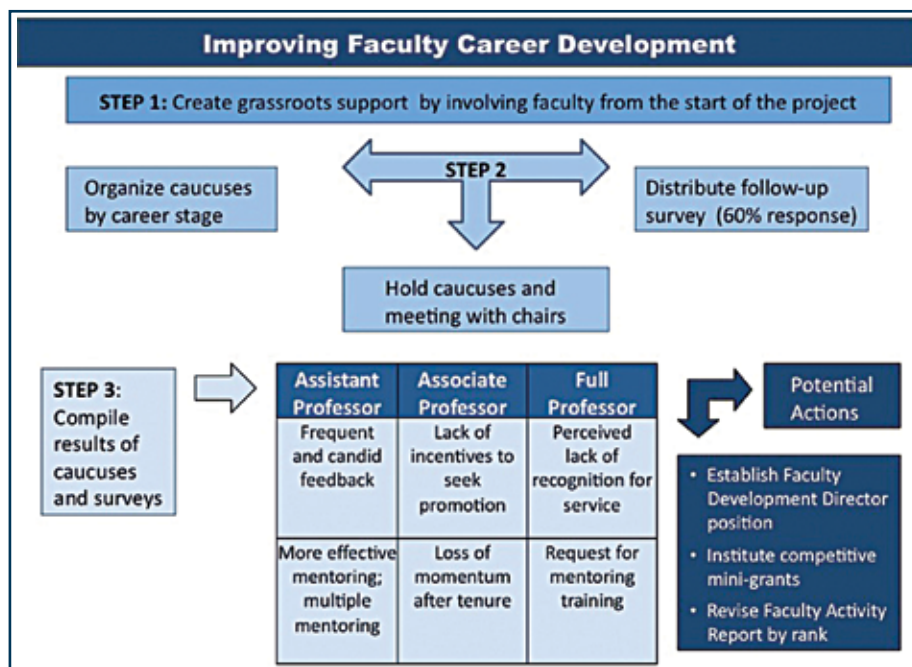 Improving Faculty Career Development
STEP 1: Create grassroots support by involving faculty from the start of the project
STEP 2
Organize caucuses
by career stage
Distribute follow-up
survey (60% response)
Hold caucuses and
meeting with chairs
STEP 3:
Compile
results of
caucuses
and surveys
Assistant
Professor
Associate
Professor
Full
Professor
Frequent
and candid
feedback
Lack of
incentives to
seek
promotion
Perceived
lack of
recognition for
service
More effective
mentoring;
multiple
mentoring
Loss of
momentum
after tenure
Request for
mentoring
training
Potential
Actions
• Establish Faculty
Development Director
position
• Institute competitive
mini-grants
• Revise Faculty Activity
Report by rank